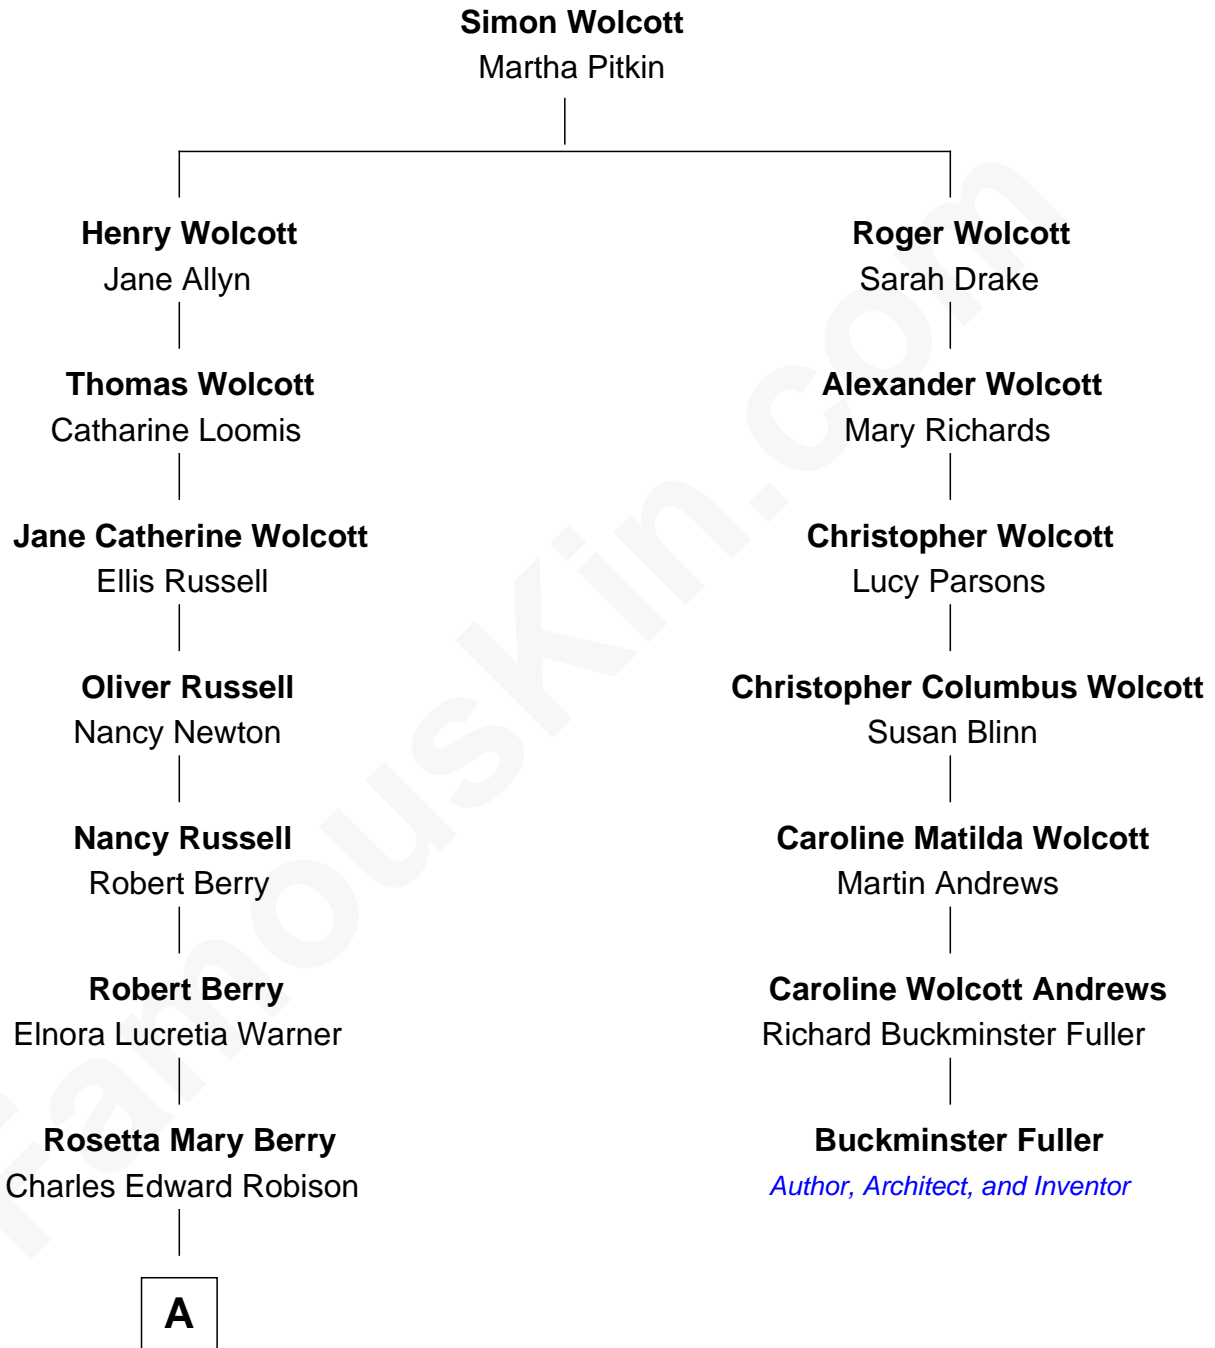 Simon Wolcott
Martha Pitkin
Henry Wolcott
Jane Allyn
Roger Wolcott
Sarah Drake
Thomas Wolcott
Catharine Loomis
Alexander Wolcott
Mary Richards
Jane Catherine Wolcott
Ellis Russell
Christopher Wolcott
Lucy Parsons
Oliver Russell
Nancy Newton
Christopher Columbus Wolcott
Susan Blinn
Nancy Russell
Robert Berry
Caroline Matilda Wolcott
Martin Andrews
Robert Berry
Elnora Lucretia Warner
Caroline Wolcott Andrews
Richard Buckminster Fuller
Rosetta Mary Berry
Charles Edward Robison
Buckminster Fuller
Author, Architect, and Inventor
A
FamousKin.com